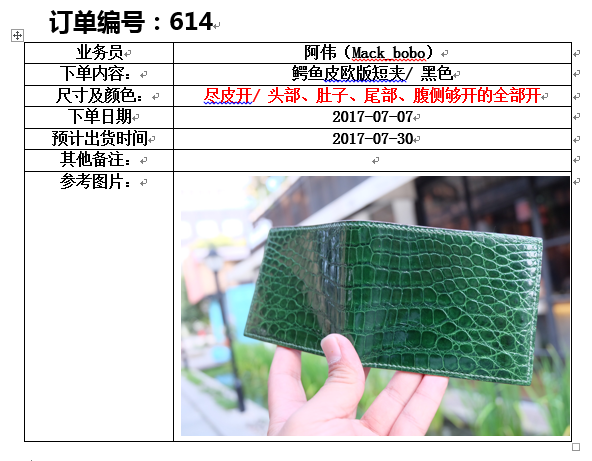 订单编号：614
业务员 阿伟（Mack_bobo）
下单内容： 鳄鱼皮欧版短夹/ 黑色
尺寸及颜色： 尽皮开/ 头部、肚子、尾部、腹侧够开的全部开
下单日期 2017-07-07
预计出货时间 2017-07-30
其他备注：
参考图片：